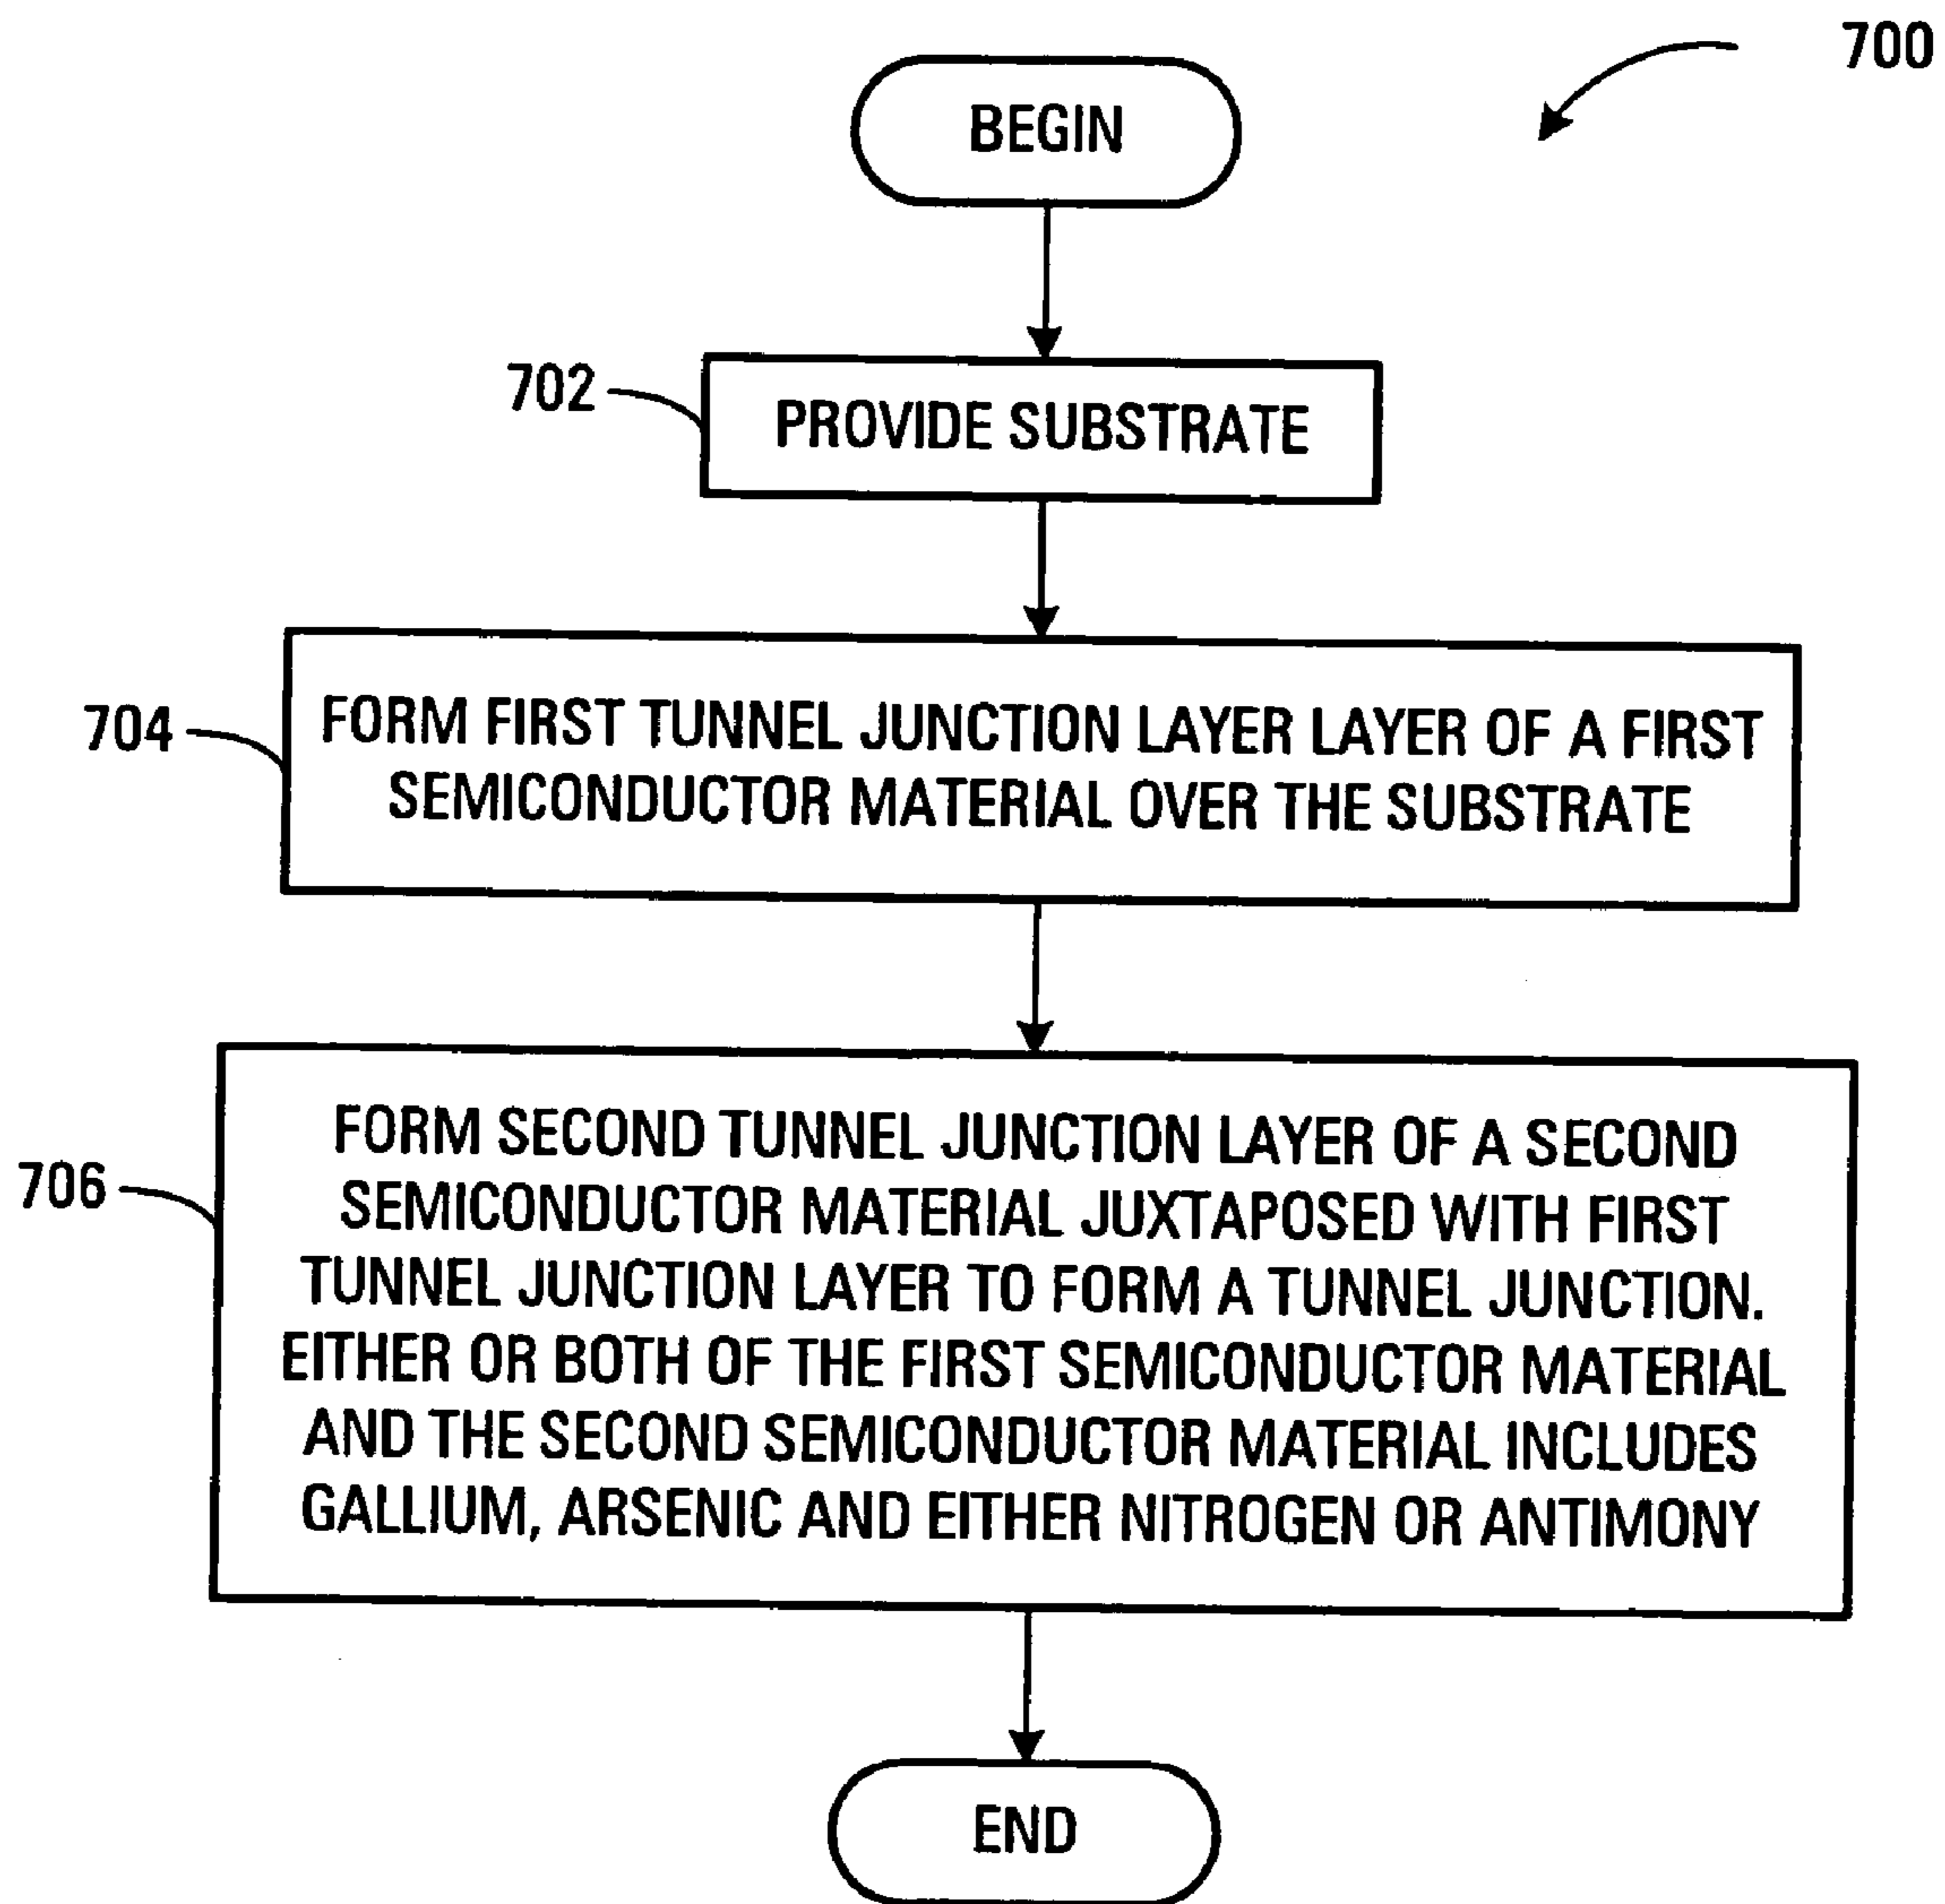 700
BEGIN
702
PROVIDE SUBSTRATE
704
FORM FIRST TUNNEL JUNCTION LAYER LAYER OF A FIRST
SEMICONDUCTOR MATERIAL OVER THE SUBSTRATE
706
FORM SECOND TUNNEL JUNCTION LAYER OF A SECOND
SEMICONDUCTOR MATERIAL JUXTAPOSED WITH FIRST
TUNNEL JUNCTION LAYER TO FORM A TUNNEL JUNCTION.
EITHER OR BOTH OF THE FIRST SEMICONDUCTOR MATERIAL
AND THE SECOND SEMICONDUCTOR MATERIAL INCLUDES
GALLIUM, ARSENIC AND EITHER NITROGEN OR ANTIMONY
END